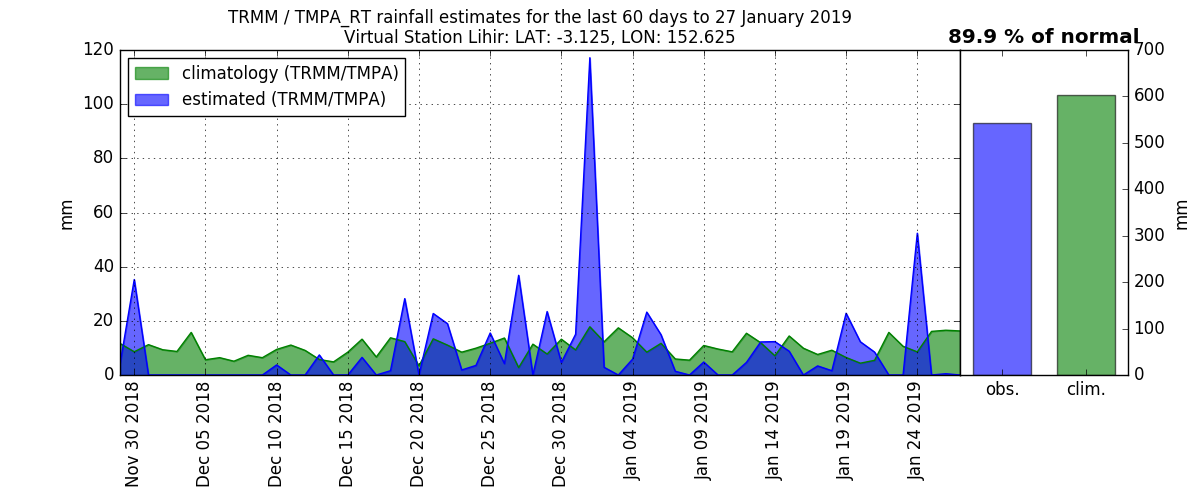 TRMM / TMPA_RT rainfall estimates for the last 60 days to 27 January 2019
Virtual Station Lihir: LAT: -3.125, LON: 152.625
89.9 % of normal
climatology (TRMM/TMPA)
estimated (TRMM/TMPA)
120
100
80
60
40
20
0
mm
Nov 30 2018
Dec 05 2018
Dec 10 2018
Dec 15 2018
Dec 20 2018
Dec 25 2018
Dec 30 2018
Jan 04 2019
Jan 09 2019
Jan 14 2019
Jan 19 2019
Jan 24 2019
700
600
500
400
300
200
100
0
mm
obs.
clim.